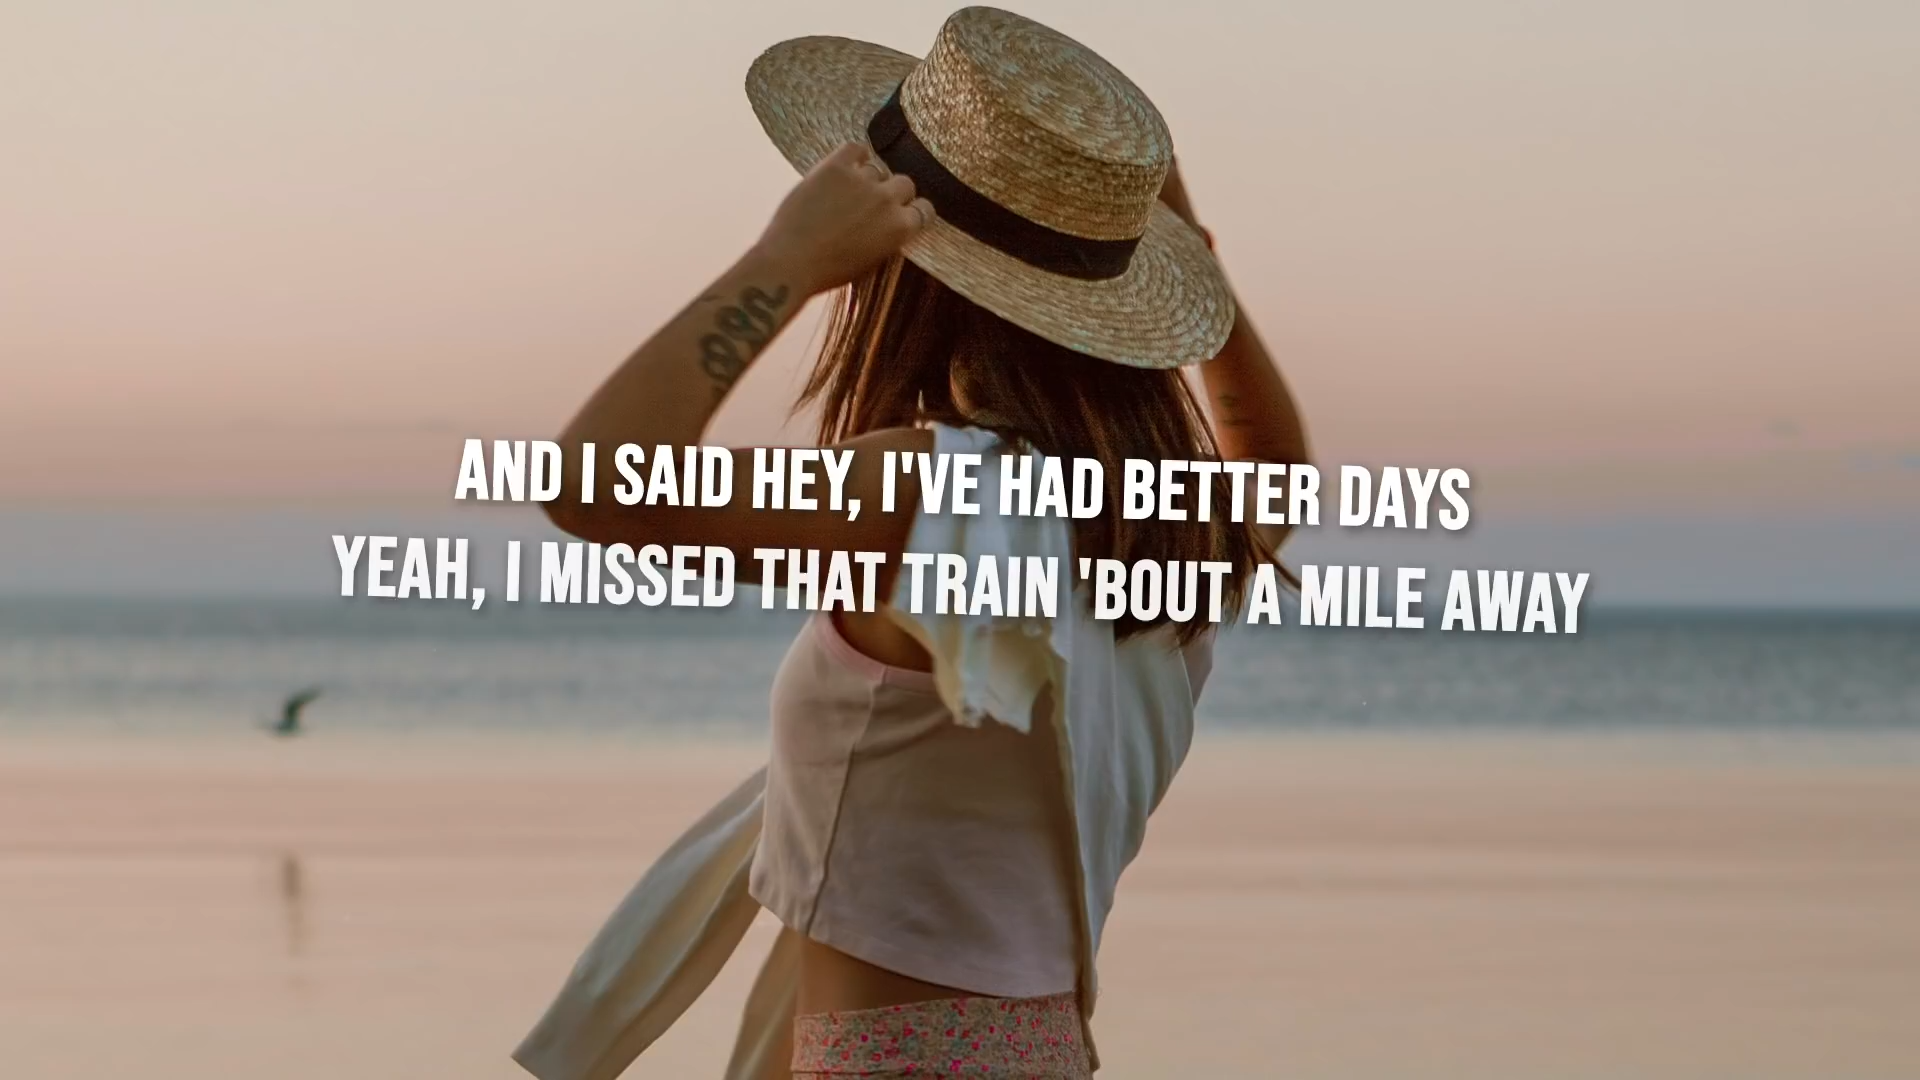 AND I SAID HEY, I'VE HAD BETTER DAYS
YEAH, I MISSED THAT TRAIN 'BOUT A MILE AWAY